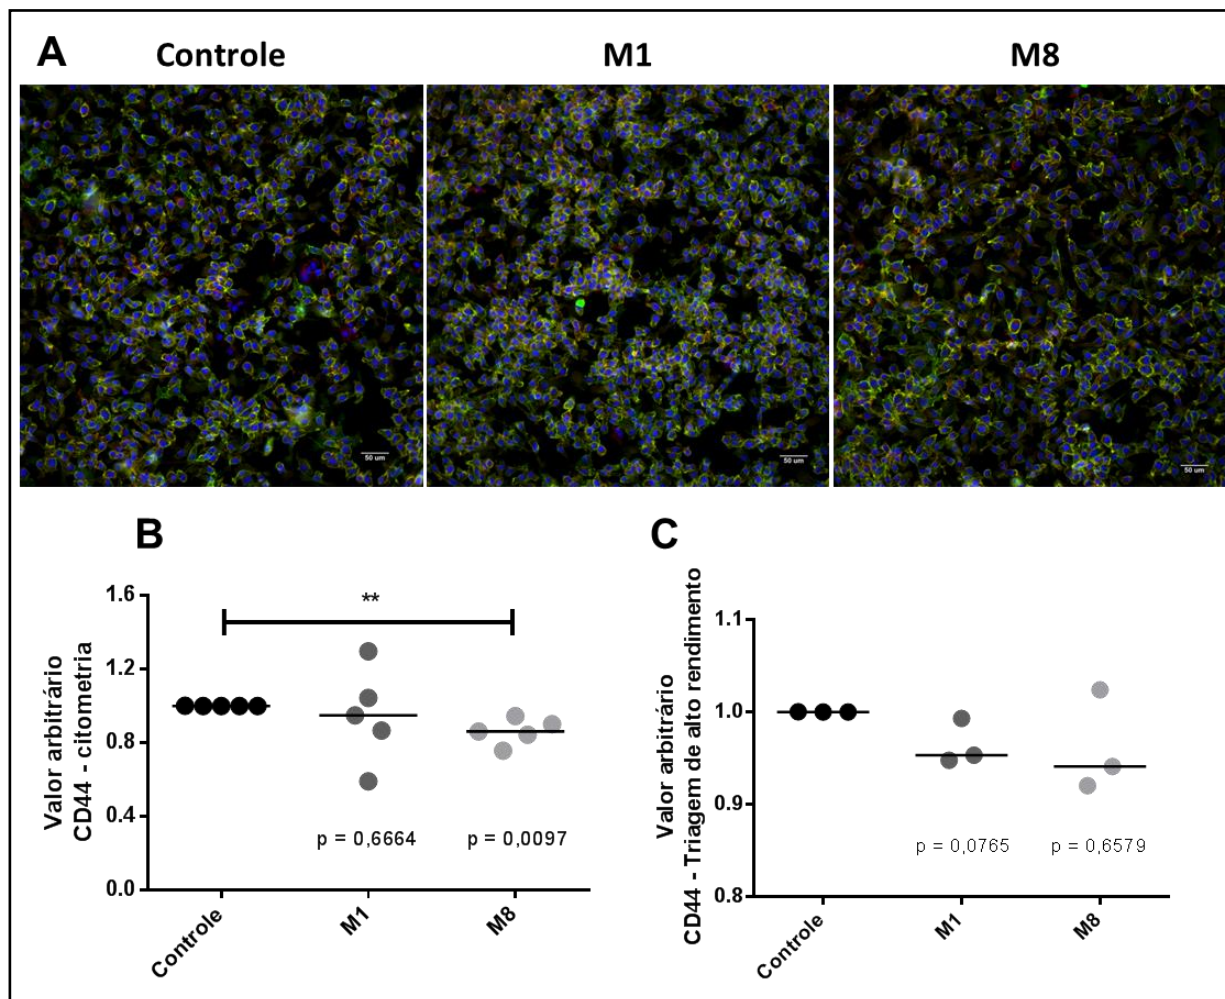 A
Controle
M1
M8
50 um
50 um
50 um
B
Valor arbitrário
CD44 - citometria
1.6
1.2
0.8
0.4
0.0
**
p = 0,6664
p = 0,0097
Controle
M1
M8
C
Valor arbitrário
CD44 - Triagem de alto rendimento
1.1
1.0
0.9
0.8
p = 0,0765
p = 0,6579
Controle
M1
M8